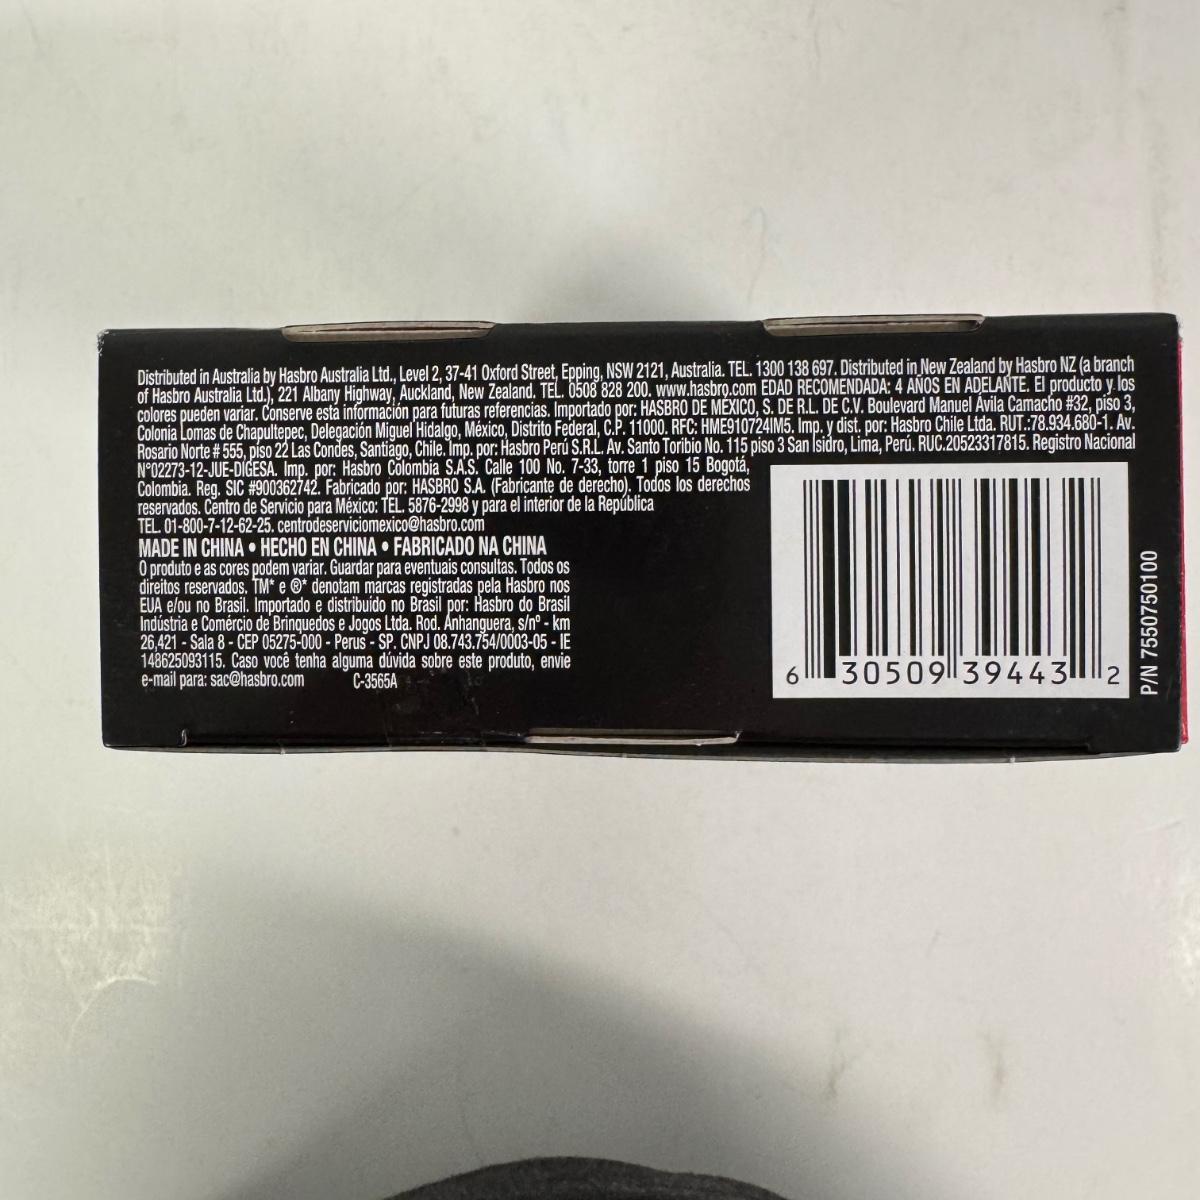 Distributed in Australia by Hasbro Australia Ltd., Level 2, 37-41 Oxford Street, Epping, NSW 2121, Australia. TEL. 1300 138 697. Distributed in New Zealand by Hasbro NZ (a branch
of Hasbro Australia Ltd.), 221 Albany Highway, Auckland, New Zealand. TEL. 0508 828 200. www.hasbro.com EDAD RECOMENDADA: 4 AÑOS EN ADELANTE. El producto y los
colores pueden variar. Conserve esta información para futuras referencias. Importado por: HASBRO DE MÉXICO, S. DE R.L. DE C.V. Boulevard Manuel Ávila Camacho #32, piso 3,
Colonia Lomas de Chapultepec, Delegación Miguel Hidalgo, México, Distrito Federal, C.P. 11000. RFC: HME910724IM5. Imp. y dist. por: Hasbro Chile Ltda. RUT.:78.934.680-1. Av.
Rosario Norte # 555, piso 22 Las Condes, Santiago, Chile. Imp. por: Hasbro Perú S.R.L. Av. Santo Toribio No. 115 piso 3 San Isidro, Lima, Perú. RUC.20523317815. Registro Nacional
N°02273-12-JUE-DIGESA. Imp. por: Hasbro Colombia S.A.S. Calle 100 No. 7-33, torre 1 piso 15 Bogotá,
Colombia. Reg. SIC #900362742. Fabricado por: HASBRO S.A. (Fabricante de derecho). Todos los derechos
reservados. Centro de Servicio para México: TEL. 5876-2998 y para el interior de la República
TEL. 01-800-7-12-62-25. centrodeserviciomexico@hasbro.com
MADE IN CHINA • HECHO EN CHINA • FABRICADO NA CHINA
O produto e as cores podem variar. Guardar para eventuais consultas. Todos os
direitos reservados. TM* e ®* denotam marcas registradas pela Hasbro nos
EUA e/ou no Brasil. Importado e distribuído no Brasil por: Hasbro do Brasil
Indústria e Comércio de Brinquedos e Jogos Ltda. Rod. Anhanguera, s/nº - km
26,421 - Sala 8 - CEP 05275-000 - Perus - SP. CNPJ 08.743.754/0003-05 - IE
148625093115. Caso você tenha alguma dúvida sobre este produto, envie
e-mail para: sac@hasbro.com C-3565A
6 30509 39443 2
P/N 7550750100